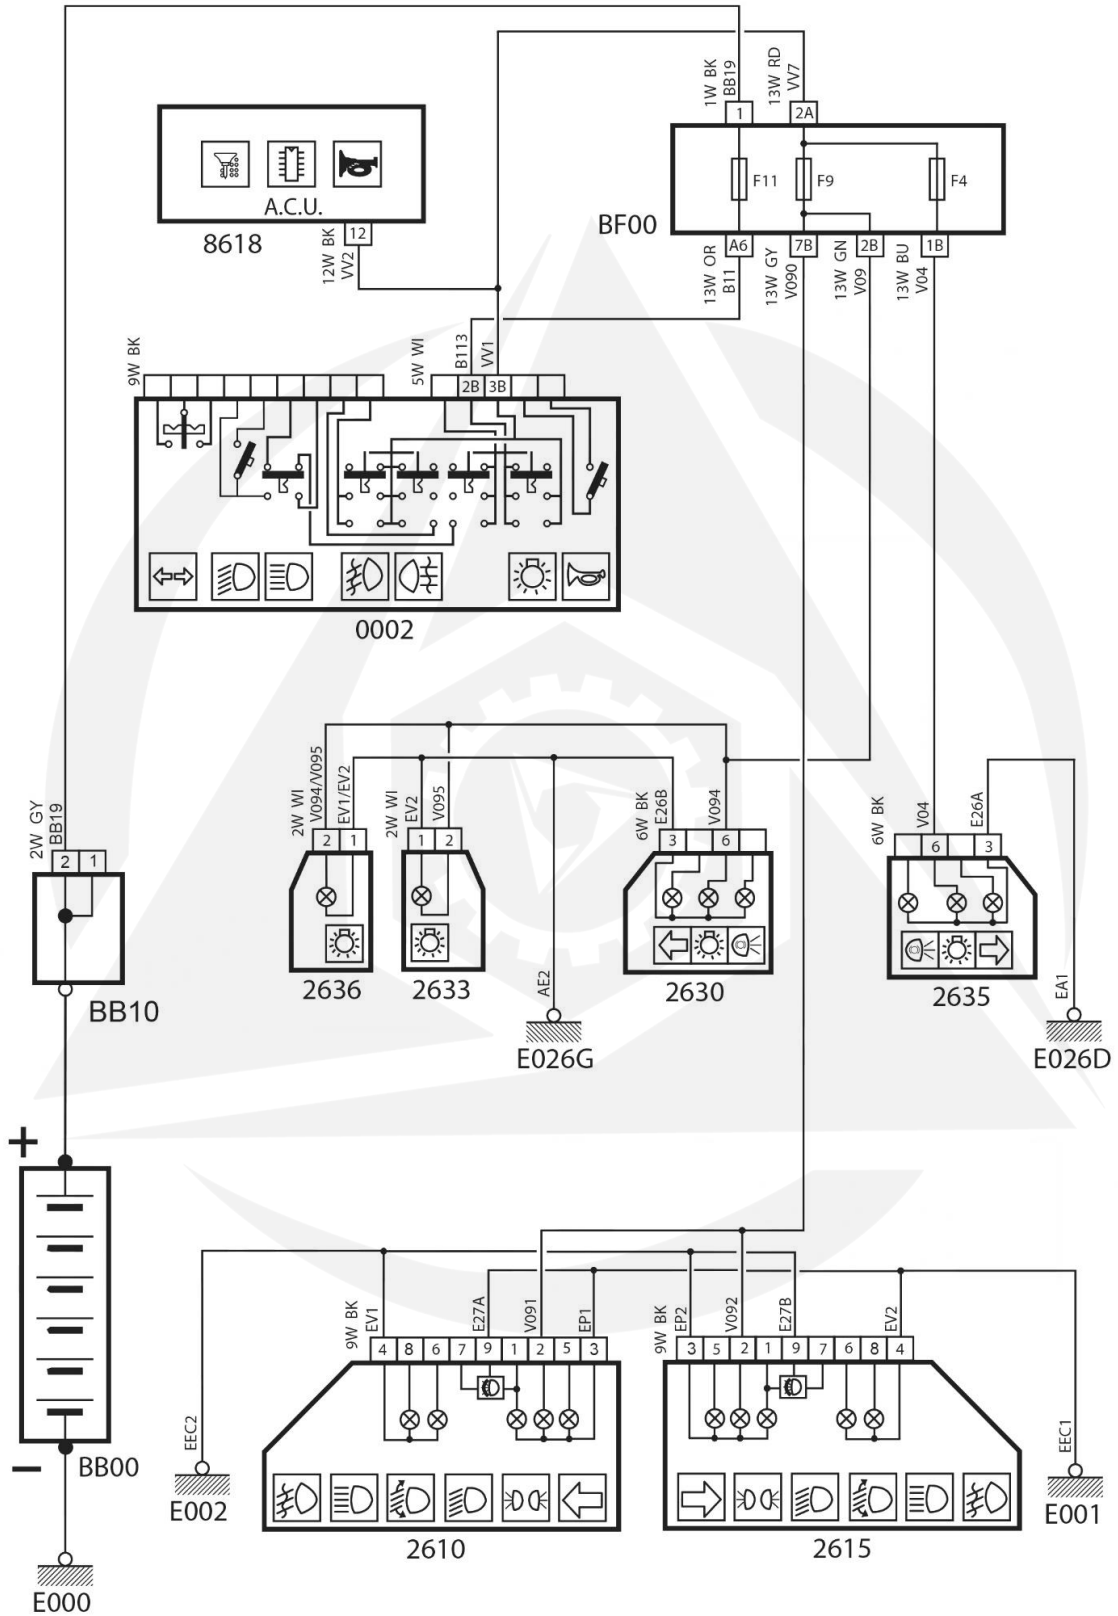 1W BK
BB19
13W RD
VV7
1
2A
F11
F9
F4
BF00
A6
7B
2B
1B
13W OR
B11
13W GY
V090
13W GN
V09
13W BU
V04
A.C.U.
8618
12
12W BK
VV2
9W BK
5W WI
B113
VV1
2B
3B
0002
2W GY
BB19
2
1
BB10
2W WI
V094/V095
EV1/EV2
2
1
2636
2W WI
EV2
V095
1
2
2633
AE2
E026G
6W BK
E26B
V094
3
6
2630
6W BK
V04
E26A
6
3
2635
EA1
E026D
+
−
BB00
E000
EEC2
E002
9W BK
EV1
E27A
V091
EP1
4
8
6
7
9
1
2
5
3
2610
9W BK
EP2
V092
E27B
EV2
3
5
2
1
9
7
6
8
4
2615
EEC1
E001